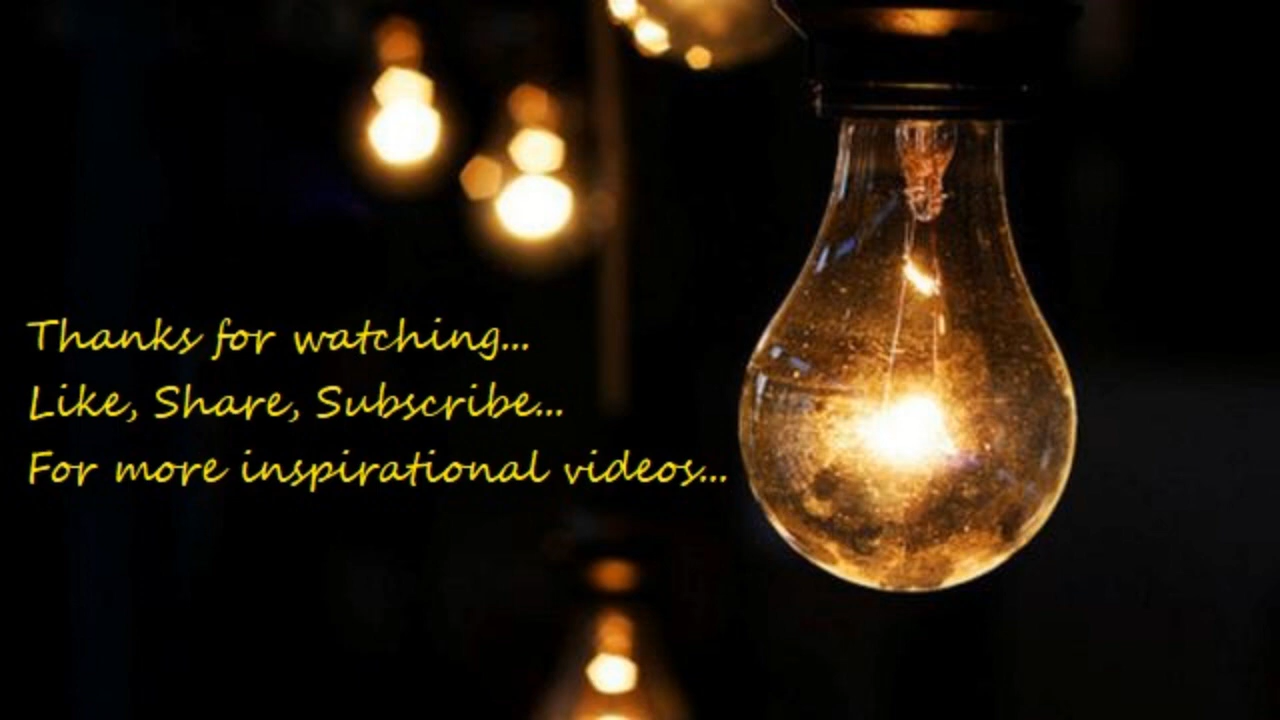 Thanks for watching...
Like, Share, Subscribe...
For more inspirational videos...